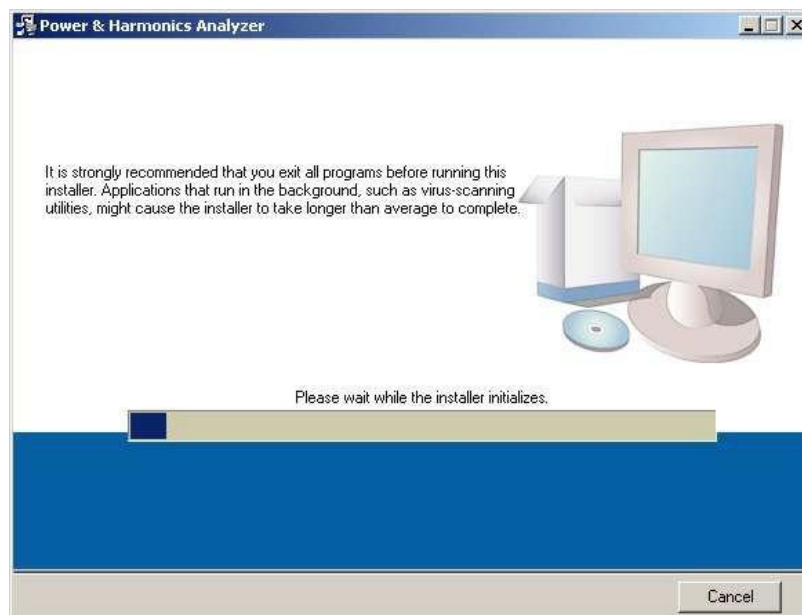 Power & Harmonics Analyzer
It is strongly recommended that you exit all programs before running this
installer. Applications that run in the background, such as virus-scanning
utilities, might cause the installer to take longer than average to complete.
Please wait while the installer initializes.
Cancel